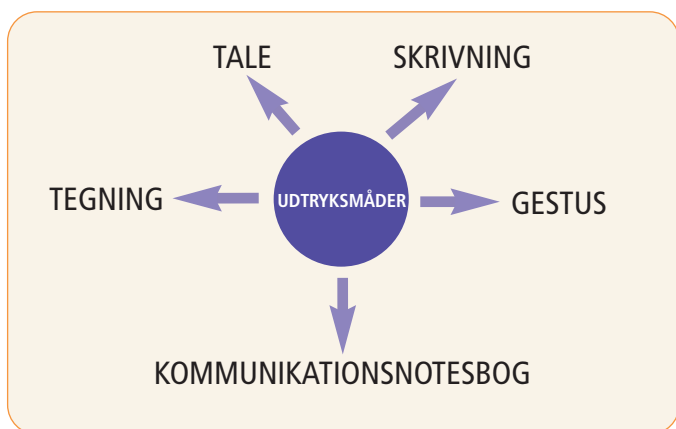 TALE
SKRIVNING
TEGNING
UDTRYKSMÅDER
GESTUS
KOMMUNIKATIONSNOTESBOG